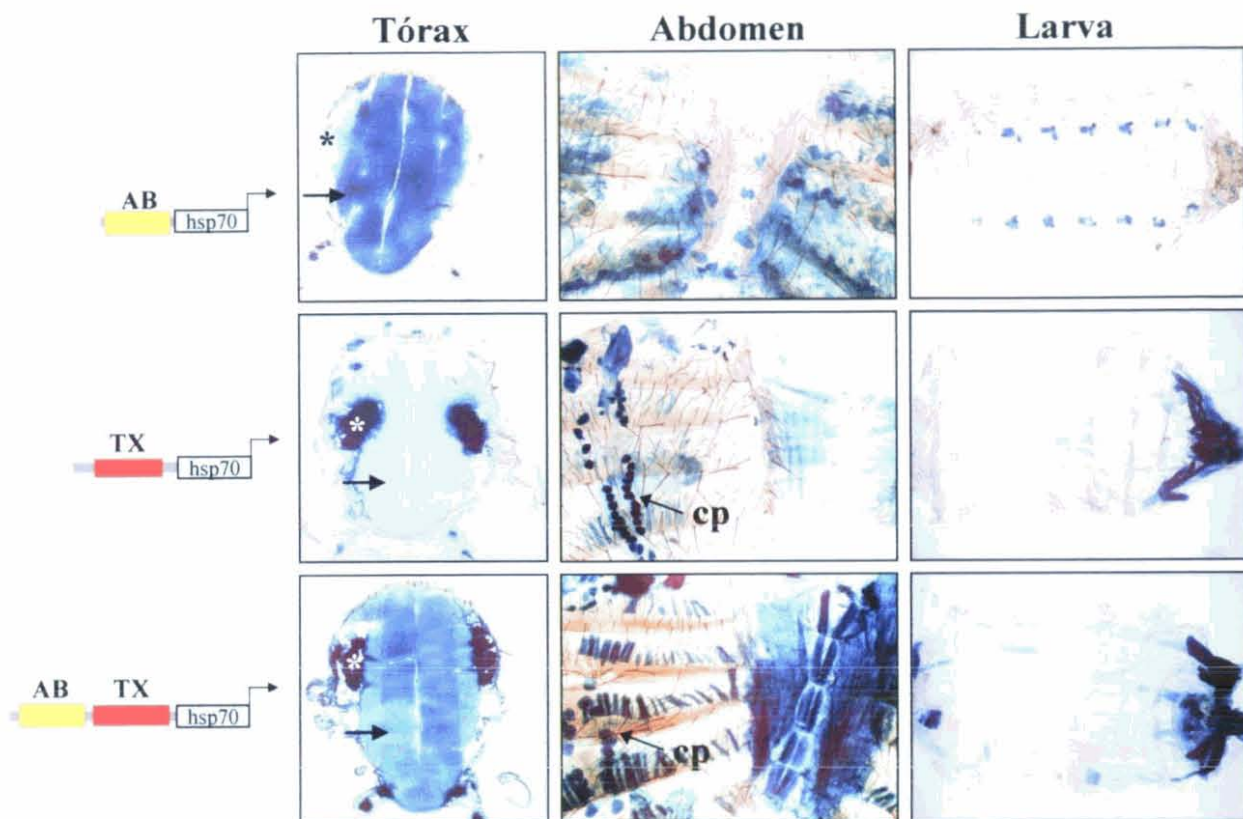 Tórax Abdomen Larva
*
AB
hsp70
*
TX
hsp70
cp
*
AB TX
hsp70
cp